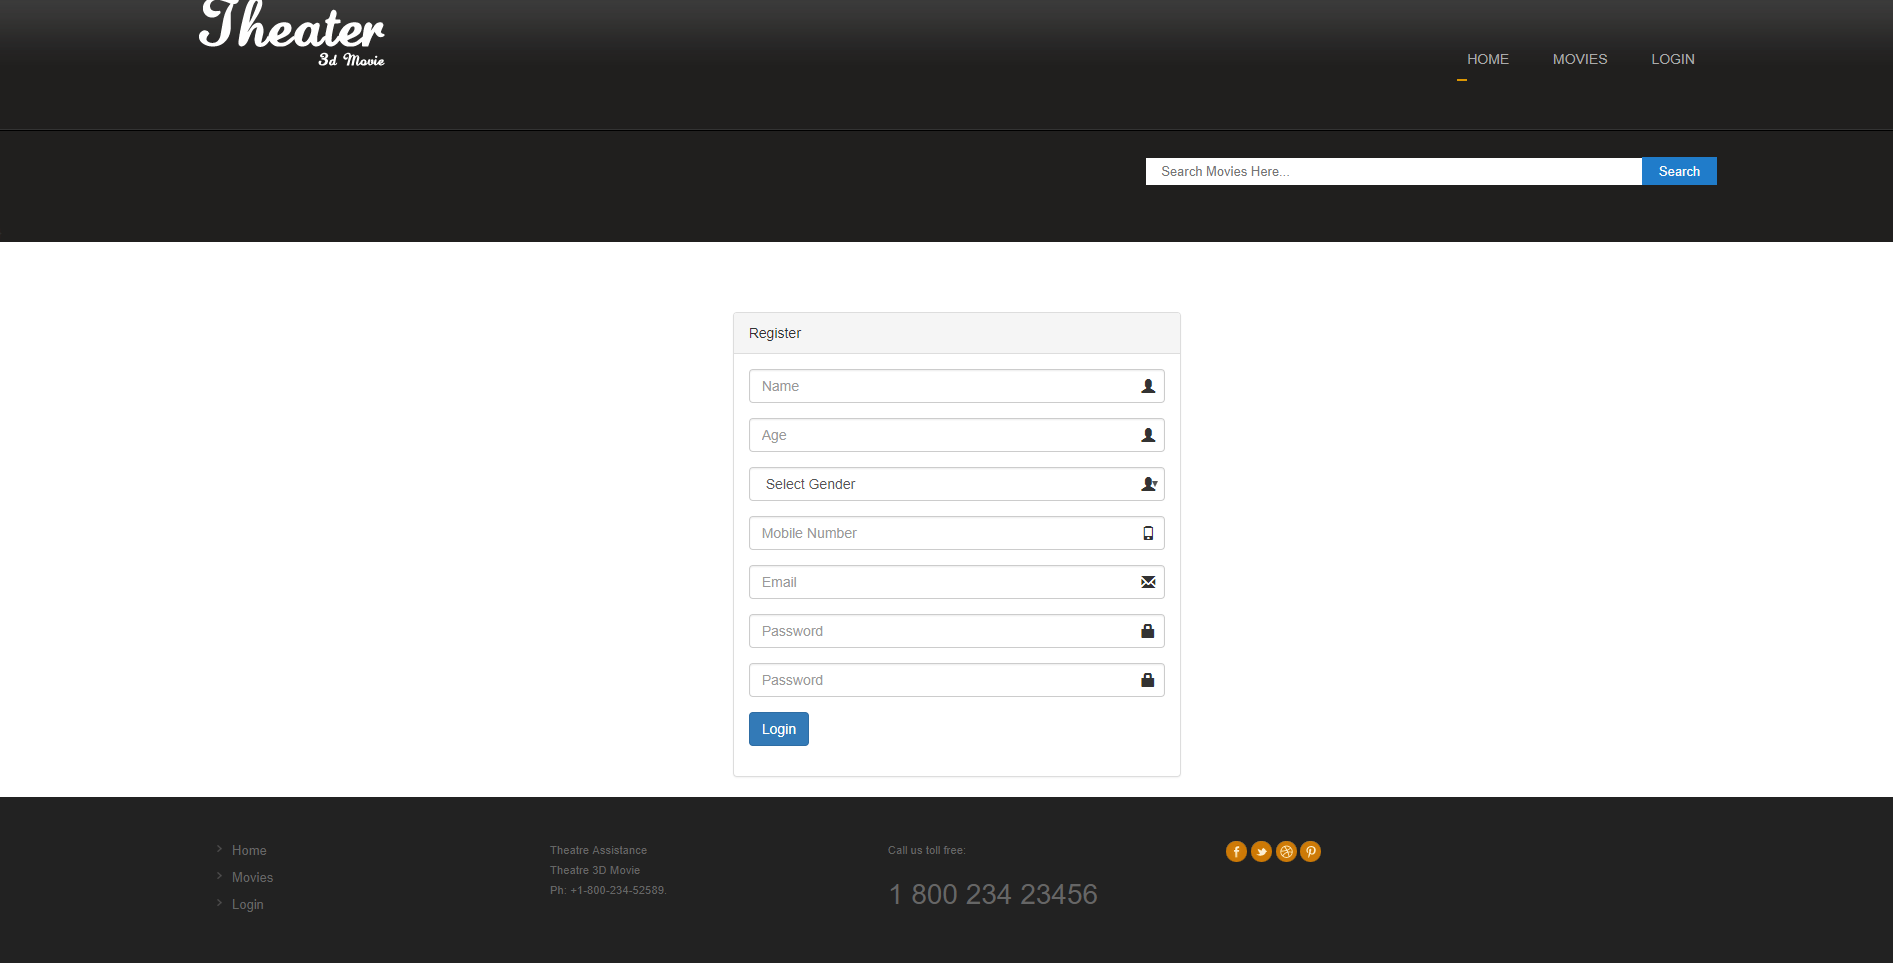 Theater
3d Movie
HOME MOVIES LOGIN
Search Movies Here... Search
Register
Name
Age
Select Gender
Mobile Number
Email
Password
Password
Login
Home
Movies
Login
Theatre Assistance
Theatre 3D Movie
Ph: +1-800-234-52589.
Call us toll free:
1 800 234 23456